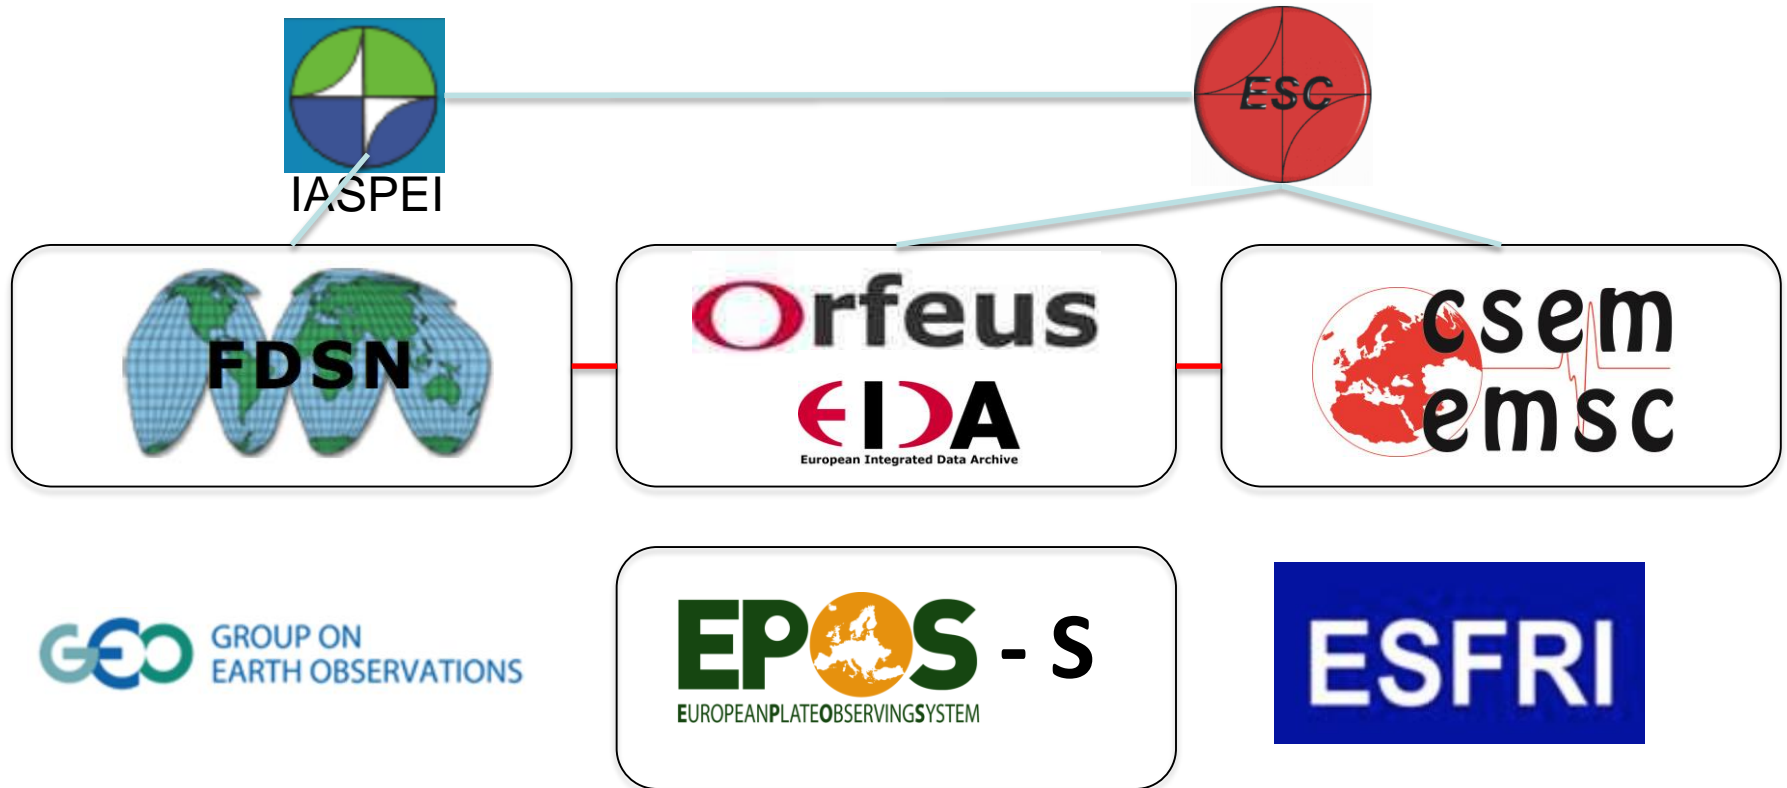 ESC
IASPEI
FDSN
Orfeus
EIDA
European Integrated Data Archive
csem
emsc
GEO
GROUP ON
EARTH OBSERVATIONS
EPOS - S
EUROPEANPLATEOBSERVINGSYSTEM
ESFRI